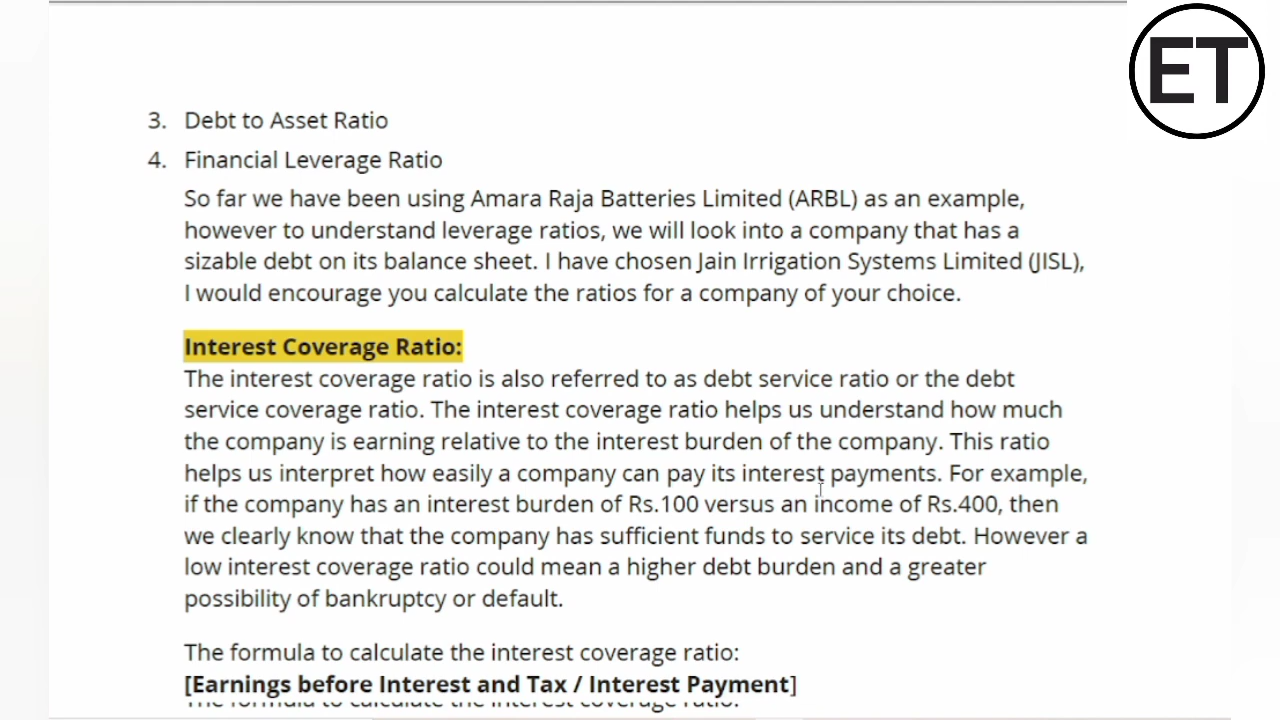 ET
3. Debt to Asset Ratio
4. Financial Leverage Ratio
So far we have been using Amara Raja Batteries Limited (ARBL) as an example,
however to understand leverage ratios, we will look into a company that has a
sizable debt on its balance sheet. I have chosen Jain Irrigation Systems Limited (JISL),
I would encourage you calculate the ratios for a company of your choice.
Interest Coverage Ratio:
The interest coverage ratio is also referred to as debt service ratio or the debt
service coverage ratio. The interest coverage ratio helps us understand how much
the company is earning relative to the interest burden of the company. This ratio
helps us interpret how easily a company can pay its interest payments. For example,
if the company has an interest burden of Rs.100 versus an income of Rs.400, then
we clearly know that the company has sufficient funds to service its debt. However a
low interest coverage ratio could mean a higher debt burden and a greater
possibility of bankruptcy or default.
The formula to calculate the interest coverage ratio:
[Earnings before Interest and Tax / Interest Payment]
The formula to calculate the interest coverage ratio: